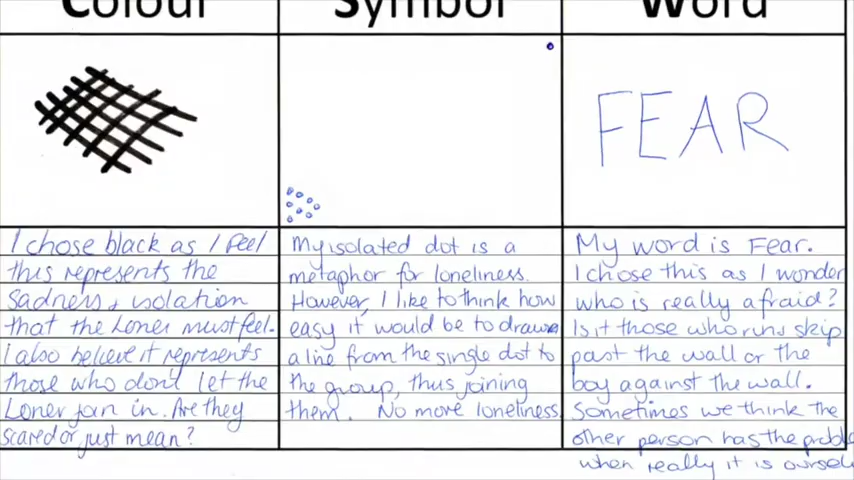 Colour
Symbol
Word
FEAR
I chose black as I feel
this represents the
sadness + isolation
that the Loner must feel.
I also believe it represents
those who don't let the
Loner join in. Are they
scared or just mean?
My isolated dot is a
metaphor for loneliness.
However, I like to think how
easy it would be to draw
a line from the single dot to
the group, thus joining
them. No more loneliness
My word is Fear.
I chose this as I wonder
who is really afraid?
Is it those who run skip
past the wall or the
boy against the wall.
Sometimes we think the
other person has the proble
when really it is ourselv